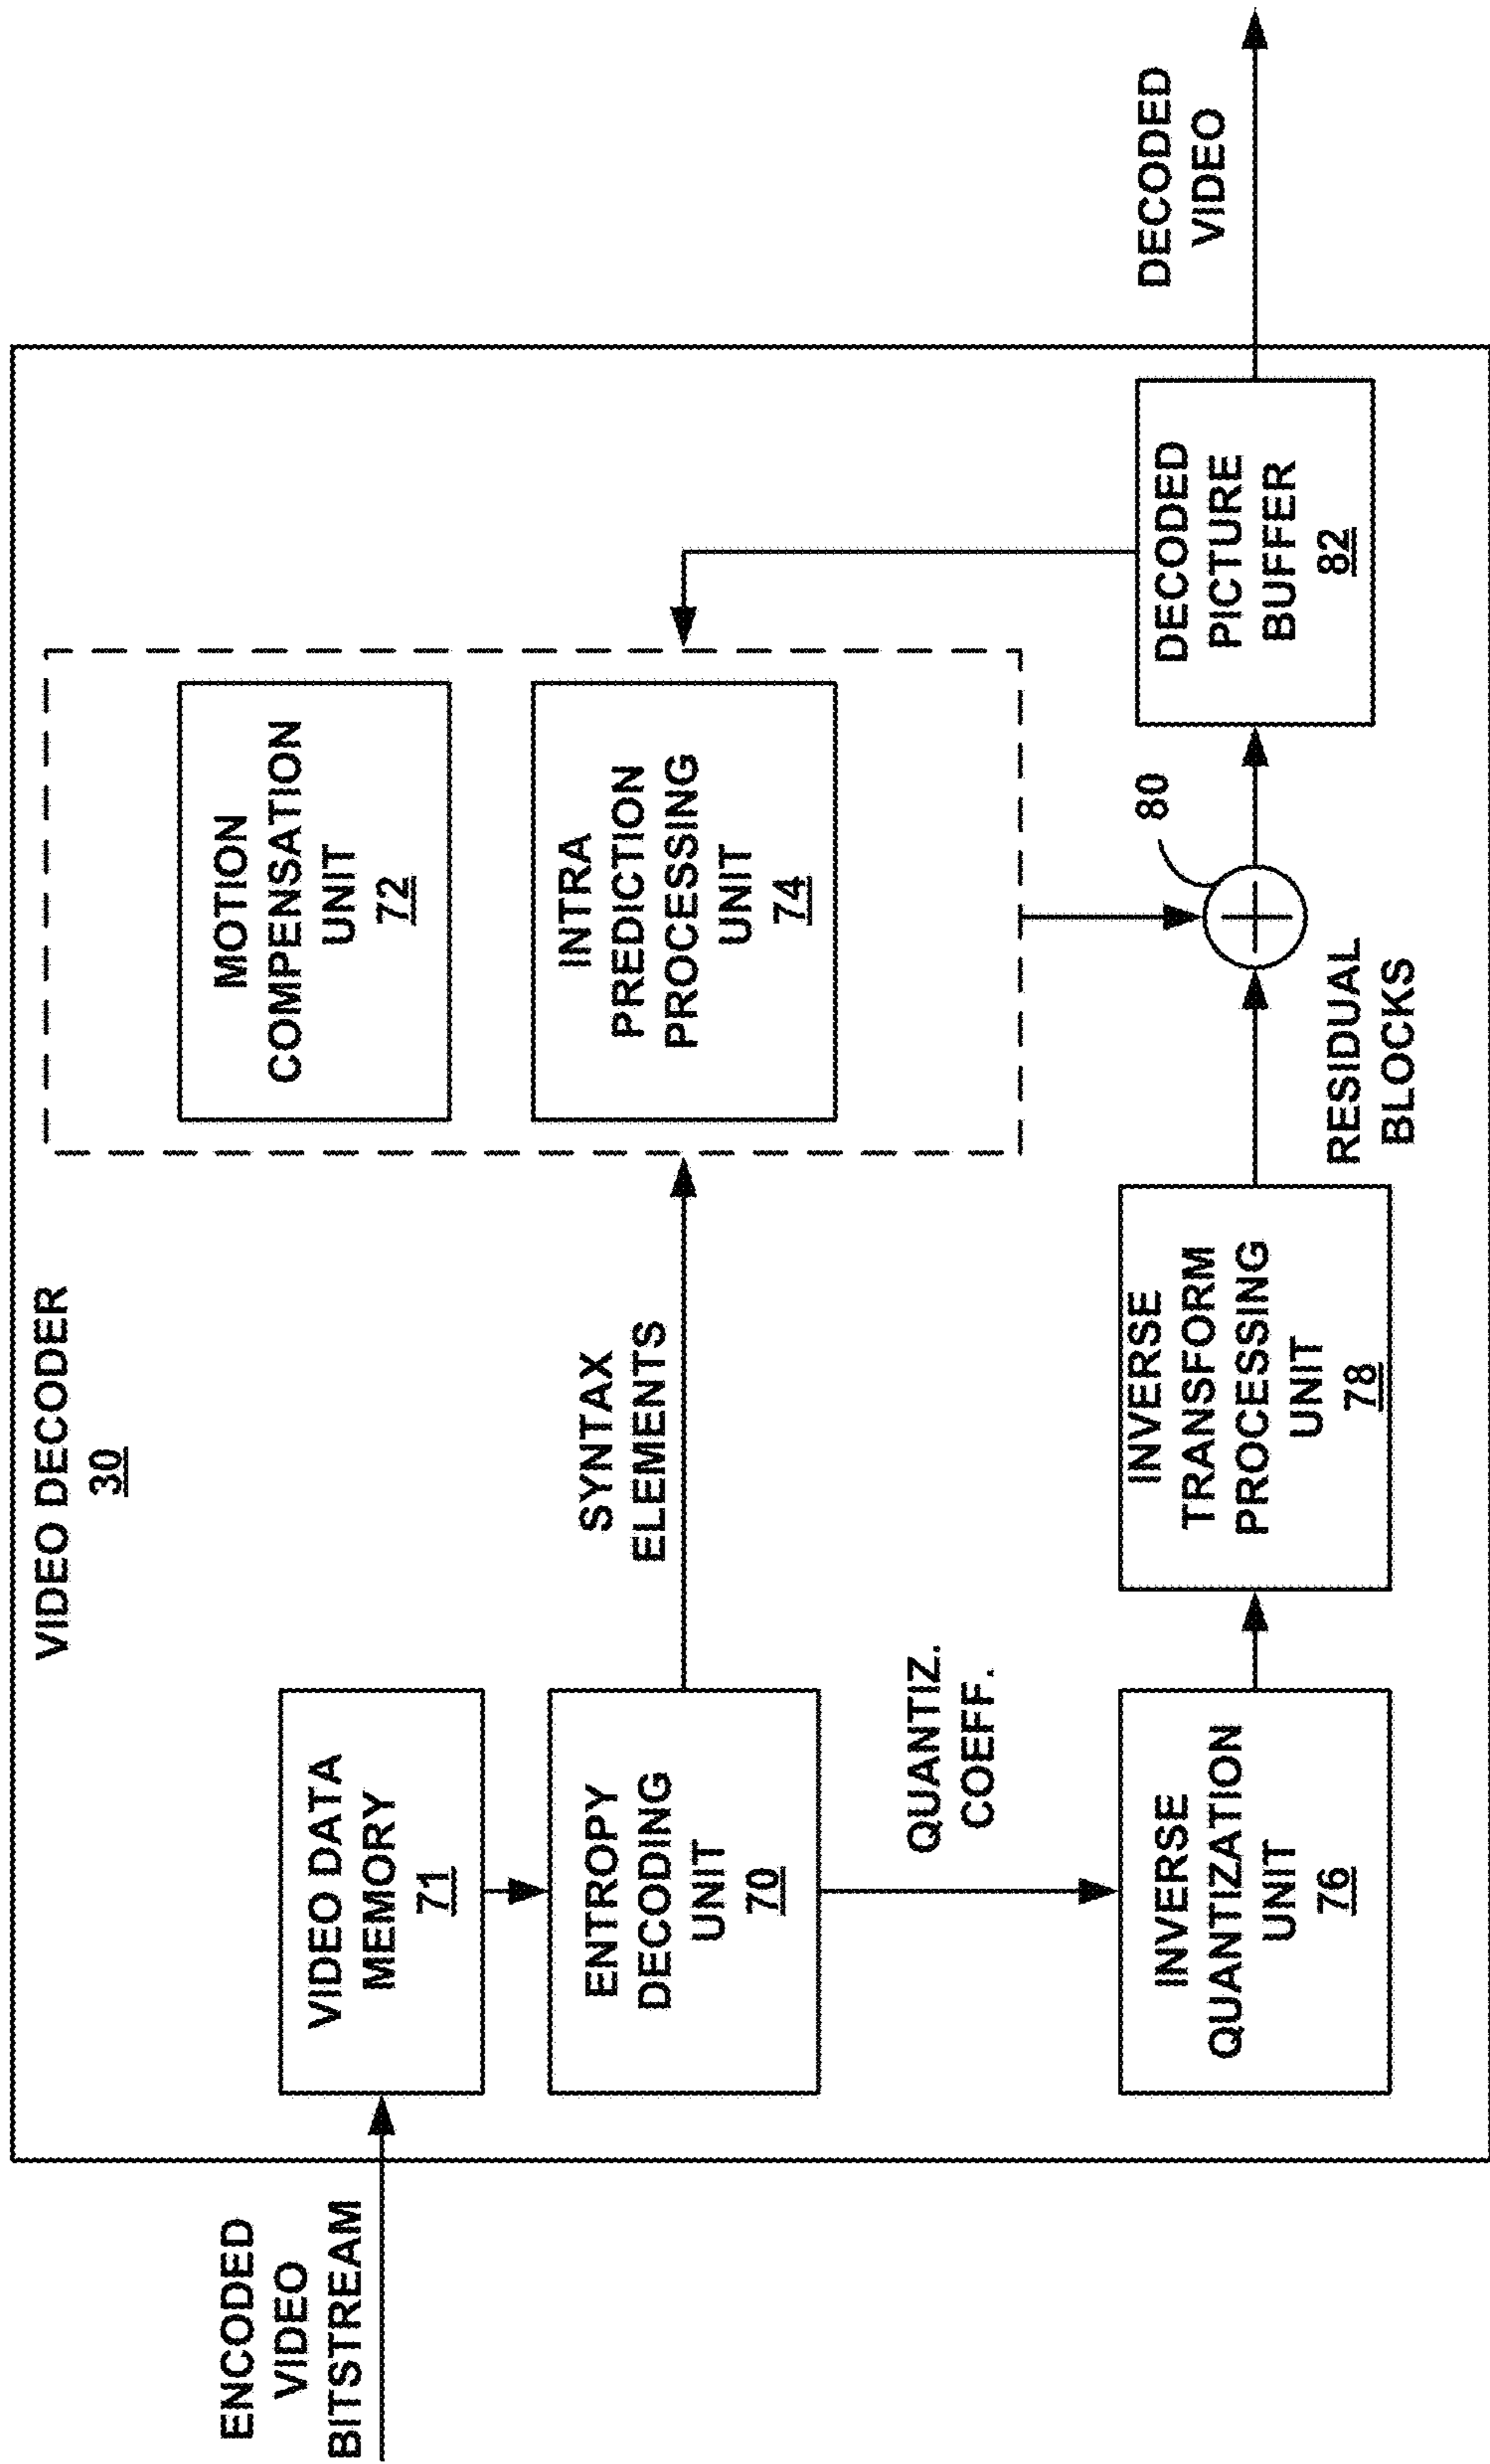 VIDEO DECODER
30
ENCODED
VIDEO
BITSTREAM
VIDEO DATA
MEMORY
71
ENTROPY
DECODING
UNIT
70
SYNTAX
ELEMENTS
MOTION
COMPENSATION
UNIT
72
INTRA
PREDICTION
PROCESSING
UNIT
74
QUANTIZ.
COEFF.
INVERSE
QUANTIZATION
UNIT
76
INVERSE
TRANSFORM
PROCESSING
UNIT
78
RESIDUAL
BLOCKS
80
DECODED
PICTURE
BUFFER
82
DECODED
VIDEO